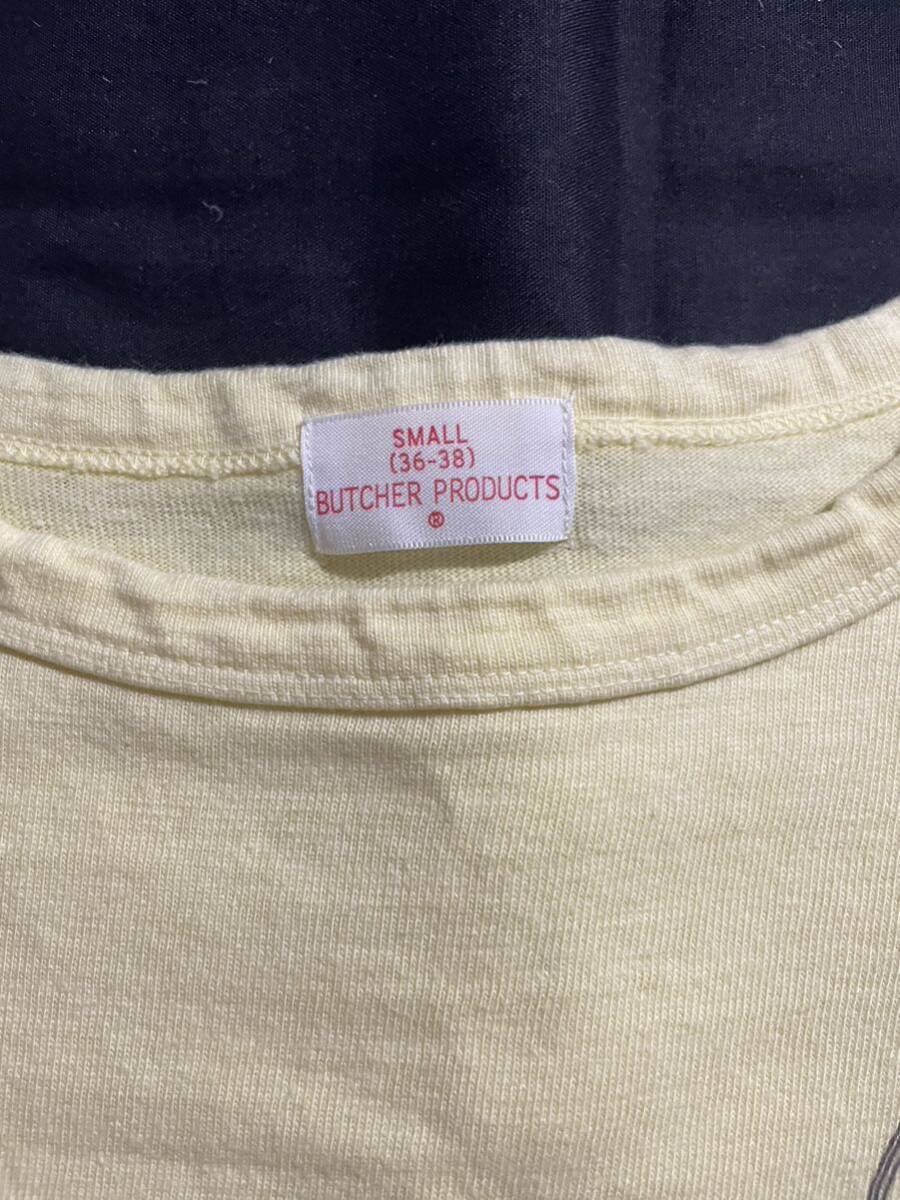 SMALL
(36-38)
BUTCHER PRODUCTS
®